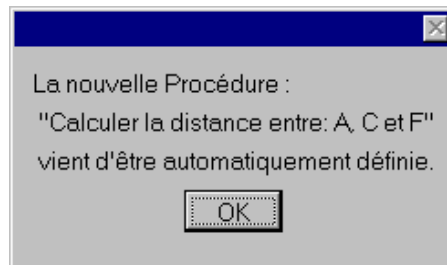 La nouvelle Procédure :
"Calculer la distance entre: A, C et F"
vient d'être automatiquement définie.
OK